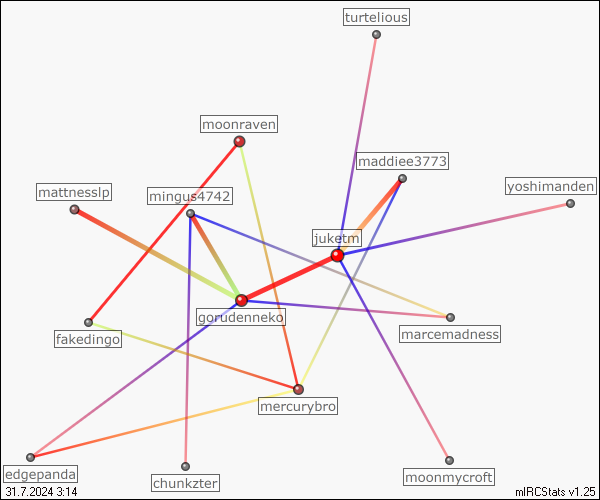 turtelious
moonraven
maddiee3773
mattnesslp
mingus4742
yoshimanden
juketm
gorudenneko
fakedingo
marcemadness
mercurybro
edgepanda
chunkzter
moonmycroft
31.7.2024 3:14
mIRCStats v1.25